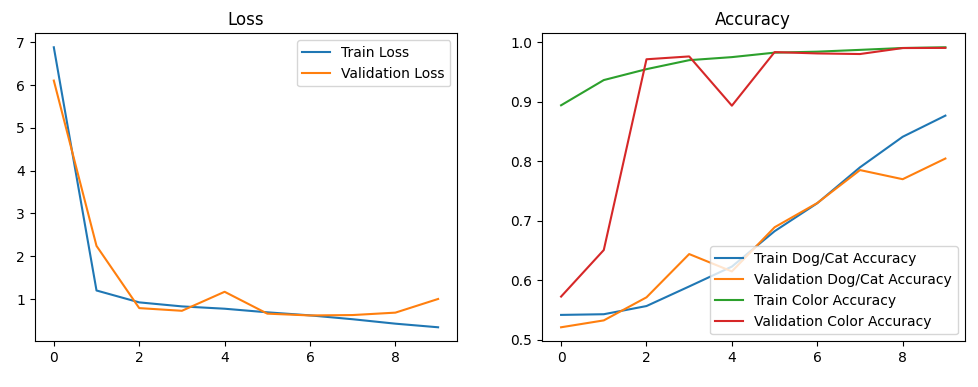 Loss
Train Loss
Validation Loss
7
6
5
4
3
2
1
0 2 4 6 8
Accuracy
1.0
0.9
0.8
0.7
0.6
0.5
Train Dog/Cat Accuracy
Validation Dog/Cat Accuracy
Train Color Accuracy
Validation Color Accuracy
0 2 4 6 8